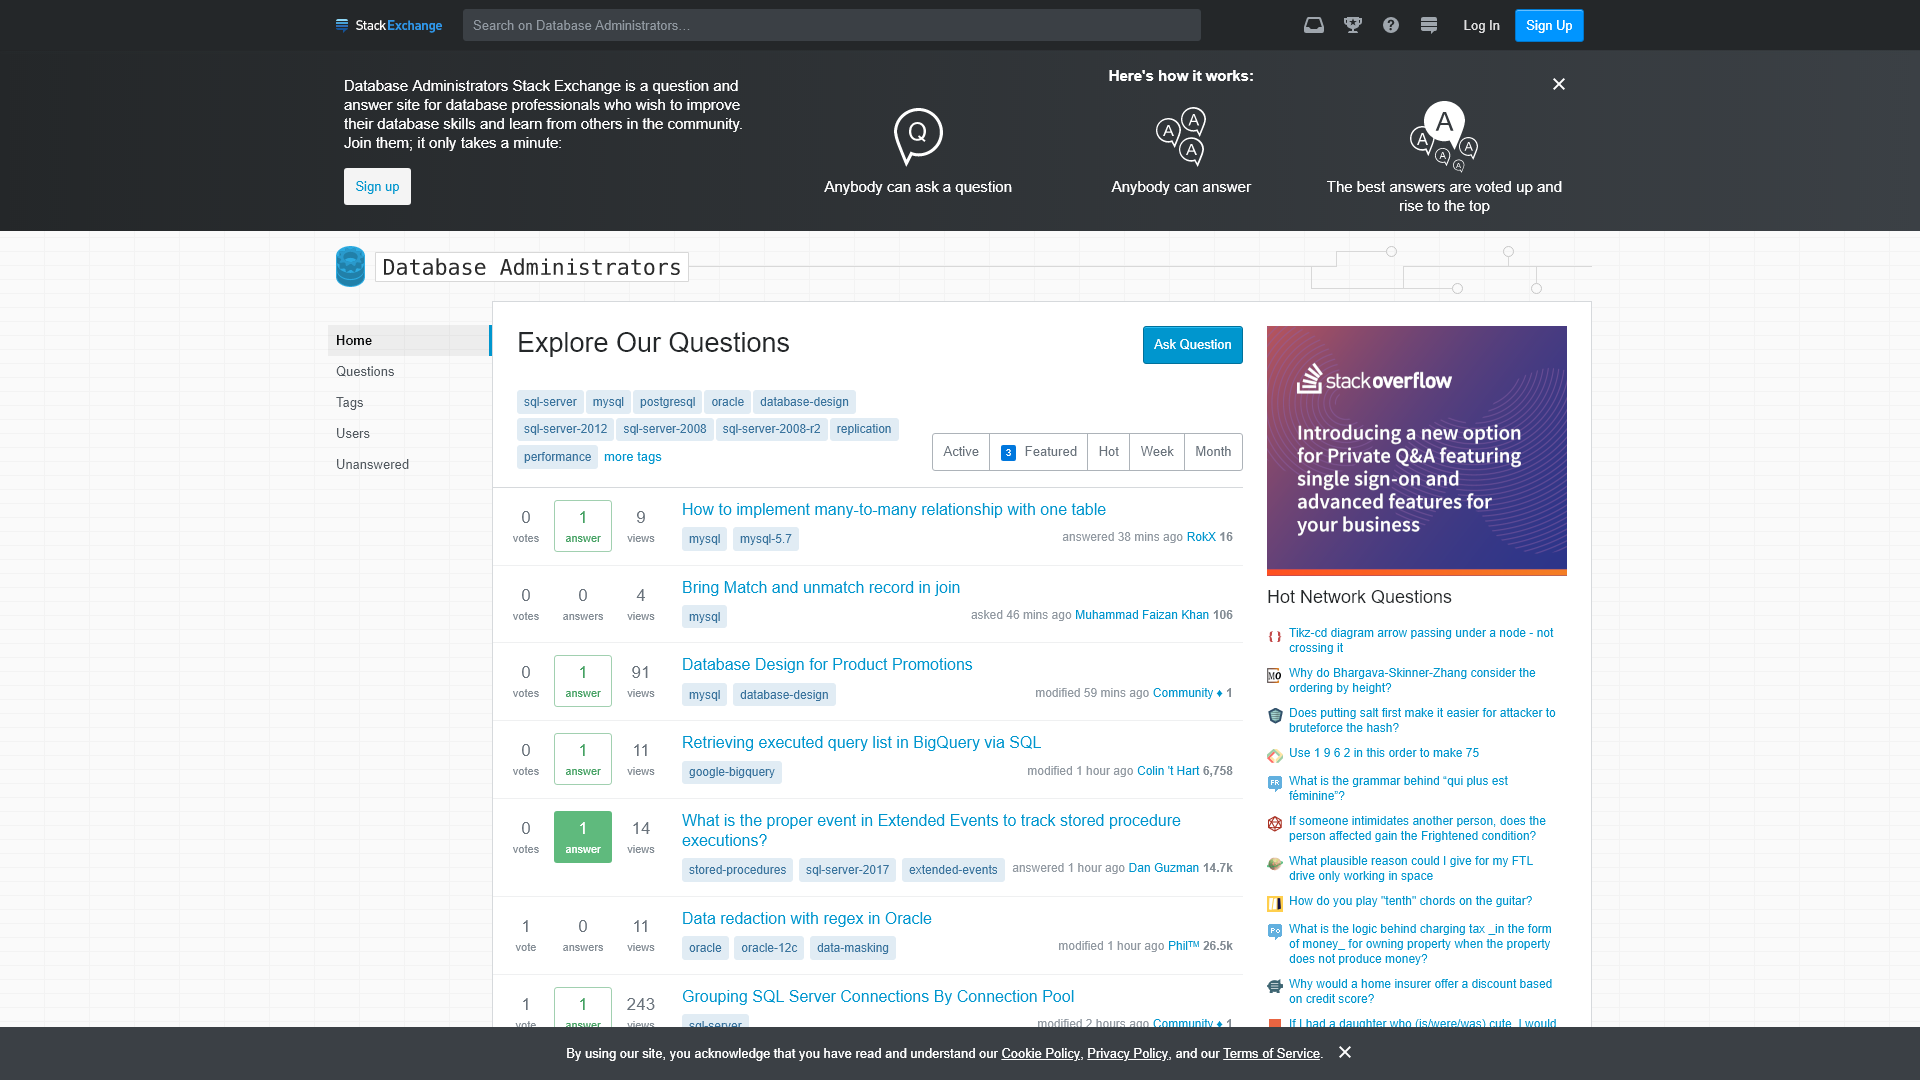 StackExchange
Search on Database Administrators…
Log In
Sign Up
Database Administrators Stack Exchange is a question and
answer site for database professionals who wish to improve
their database skills and learn from others in the community.
Join them; it only takes a minute:
Sign up
Here's how it works:
Q
Anybody can ask a question
A
A
A
Anybody can answer
A
A
A
A
A
The best answers are voted up and
rise to the top
Database Administrators
Home
Questions
Tags
Users
Unanswered
Explore Our Questions
Ask Question
sql-server mysql postgresql oracle database-design
sql-server-2012 sql-server-2008 sql-server-2008-r2 replication
performance more tags
Active 3 Featured Hot Week Month
0 votes 1 answer 9 views
How to implement many-to-many relationship with one table
mysql mysql-5.7
answered 38 mins ago RokX 16
0 votes 0 answers 4 views
Bring Match and unmatch record in join
mysql
asked 46 mins ago Muhammad Faizan Khan 106
0 votes 1 answer 91 views
Database Design for Product Promotions
mysql database-design
modified 59 mins ago Community ♦ 1
0 votes 1 answer 11 views
Retrieving executed query list in BigQuery via SQL
google-bigquery
modified 1 hour ago Colin 't Hart 6,758
0 votes 1 answer 14 views
What is the proper event in Extended Events to track stored procedure
executions?
stored-procedures sql-server-2017 extended-events
answered 1 hour ago Dan Guzman 14.7k
1 vote 0 answers 11 views
Data redaction with regex in Oracle
oracle oracle-12c data-masking
modified 1 hour ago Phil™ 26.5k
1 vote 1 answer 243 views
Grouping SQL Server Connections By Connection Pool
sql-server
modified 2 hours ago Community ♦ 1
stackoverflow
Introducing a new option
for Private Q&A featuring
single sign-on and
advanced features for
your business
Hot Network Questions
Tikz-cd diagram arrow passing under a node - not
crossing it
MO
Why do Bhargava-Skinner-Zhang consider the
ordering by height?
Does putting salt first make it easier for attacker to
bruteforce the hash?
Use 1 9 6 2 in this order to make 75
FR
What is the grammar behind “qui plus est
féminine”?
If someone intimidates another person, does the
person affected gain the Frightened condition?
What plausible reason could I give for my FTL
drive only working in space
How do you play "tenth" chords on the guitar?
Po
What is the logic behind charging tax _in the form
of money_ for owning property when the property
does not produce money?
Why would a home insurer offer a discount based
on credit score?
If I had a daughter who (is/were/was) cute, I would
By using our site, you acknowledge that you have read and understand our Cookie Policy, Privacy Policy, and our Terms of Service.